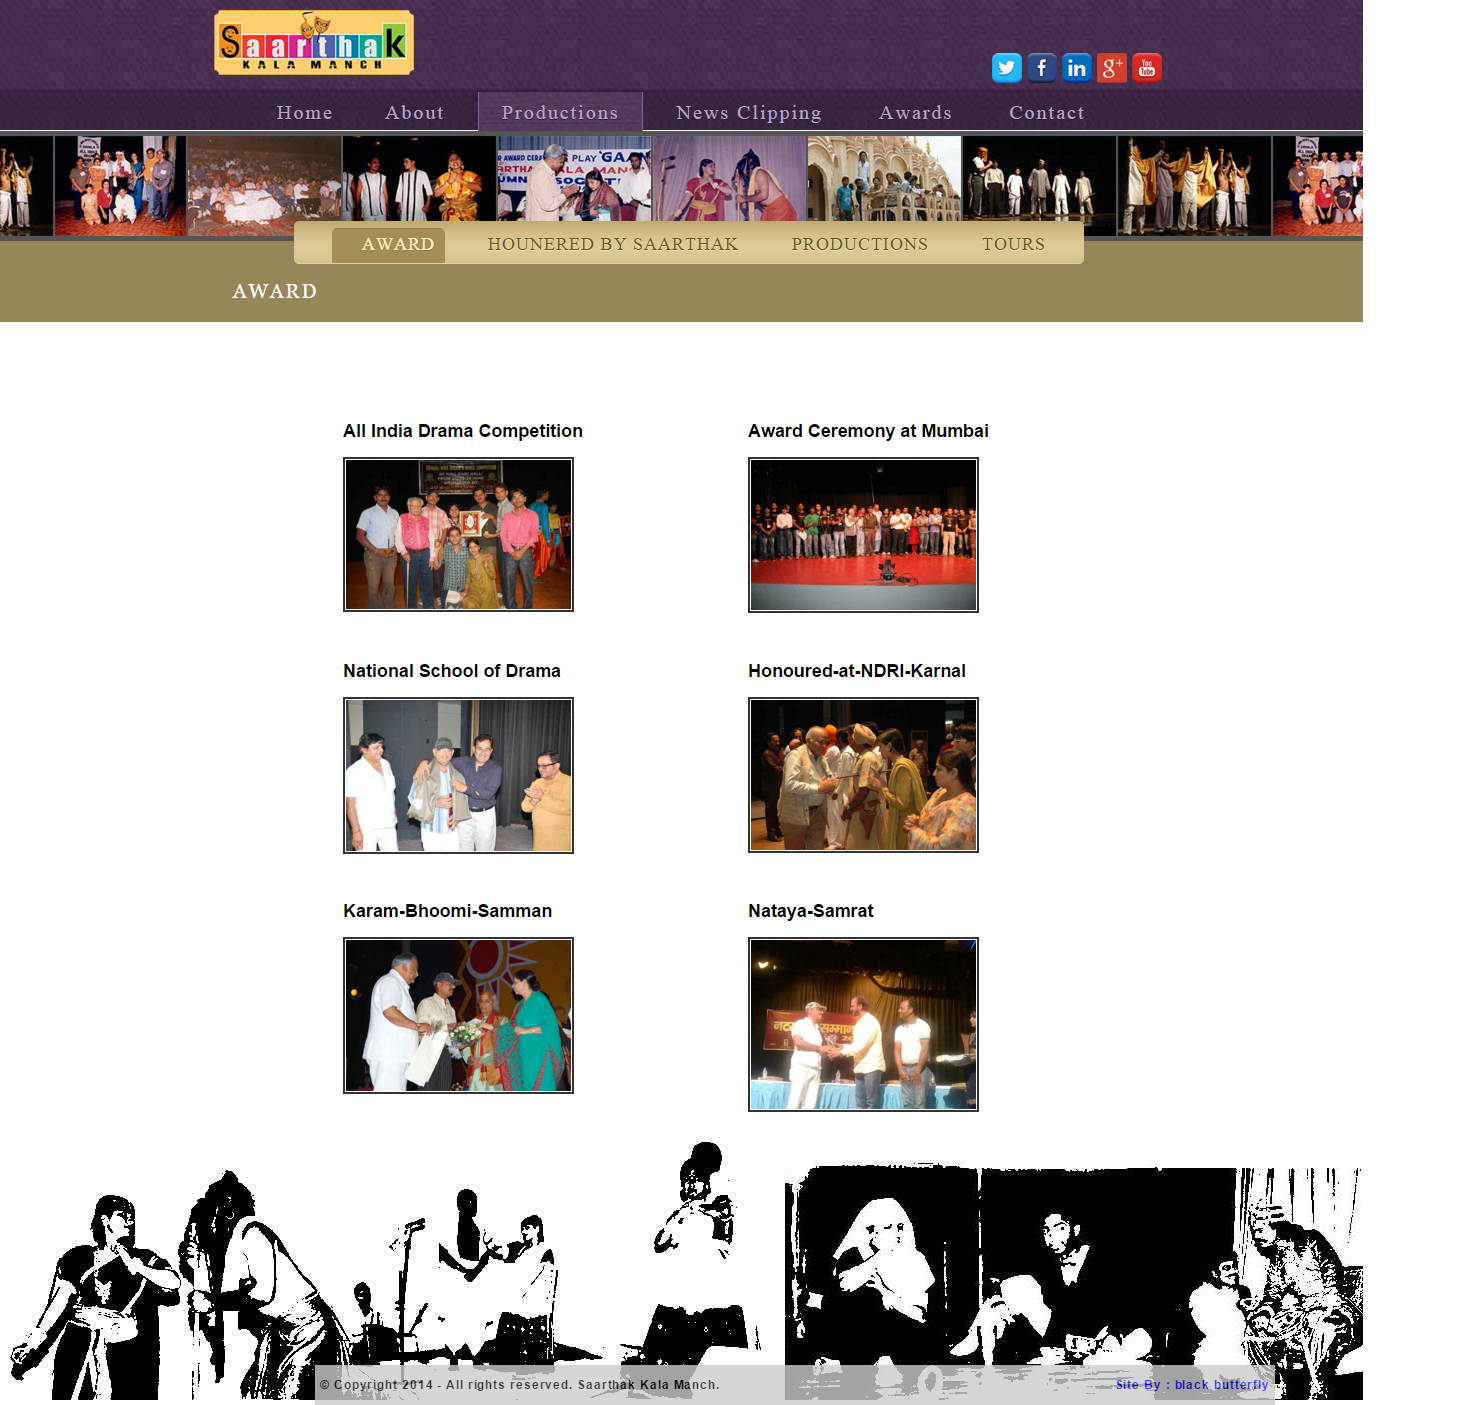 Saarthak
KALA MANCH
Home About Productions News Clipping Awards Contact
AWARD HOUNERED BY SAARTHAK PRODUCTIONS TOURS
AWARD
All India Drama Competition
Award Ceremony at Mumbai
National School of Drama
Honoured-at-NDRI-Karnal
Karam-Bhoomi-Samman
Nataya-Samrat
© Copyright 2014 - All rights reserved. Saarthak Kala Manch.
Site By : black butterfly